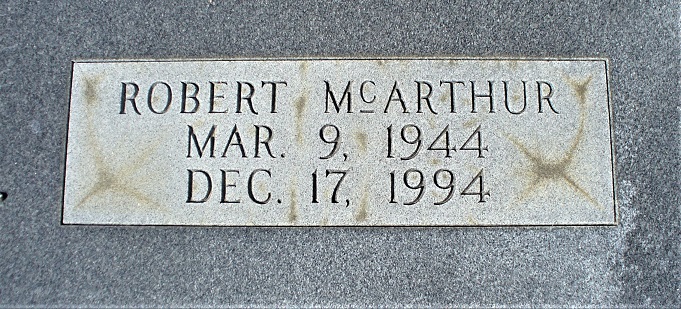 ROBERT McARTHUR
MAR. 9, 1944
DEC. 17, 1994